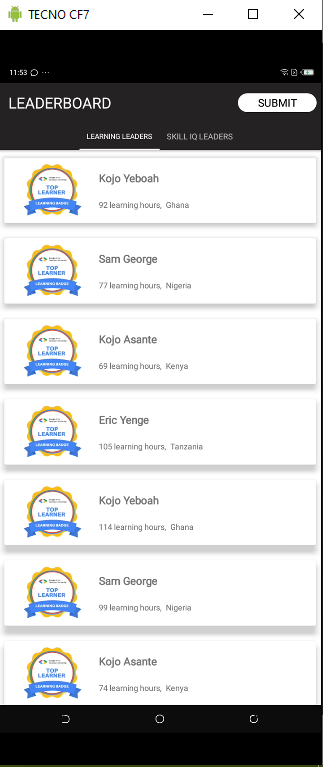 TECNO CF7
11:53
LEADERBOARD
SUBMIT
LEARNING LEADERS
SKILL IQ LEADERS
TOP
LEARNER
LEARNING BADGE
Kojo Yeboah
92 learning hours, Ghana
TOP
LEARNER
LEARNING BADGE
Sam George
77 learning hours, Nigeria
TOP
LEARNER
LEARNING BADGE
Kojo Asante
69 learning hours, Kenya
TOP
LEARNER
LEARNING BADGE
Eric Yenge
105 learning hours, Tanzania
TOP
LEARNER
LEARNING BADGE
Kojo Yeboah
114 learning hours, Ghana
TOP
LEARNER
LEARNING BADGE
Sam George
99 learning hours, Nigeria
TOP
LEARNER
LEARNING BADGE
Kojo Asante
74 learning hours, Kenya